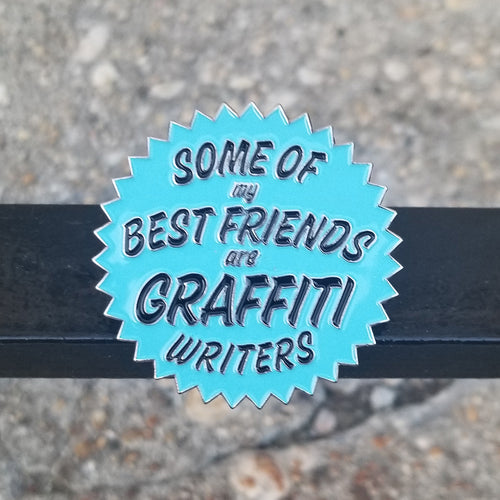 SOME OF
my
BEST FRIENDS
are
GRAFFITI
WRITERS